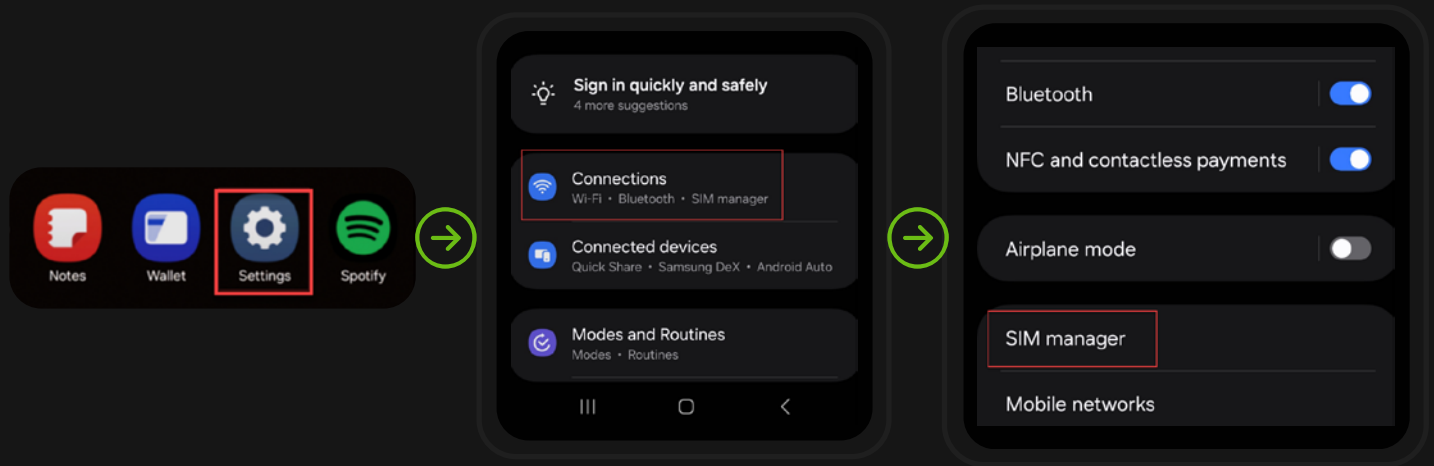 Notes
Wallet
Settings
Spotify
Sign in quickly and safely
4 more suggestions
Connections
Wi-Fi • Bluetooth • SIM manager
Connected devices
Quick Share • Samsung DeX • Android Auto
Modes and Routines
Modes • Routines
Bluetooth
NFC and contactless payments
Airplane mode
SIM manager
Mobile networks